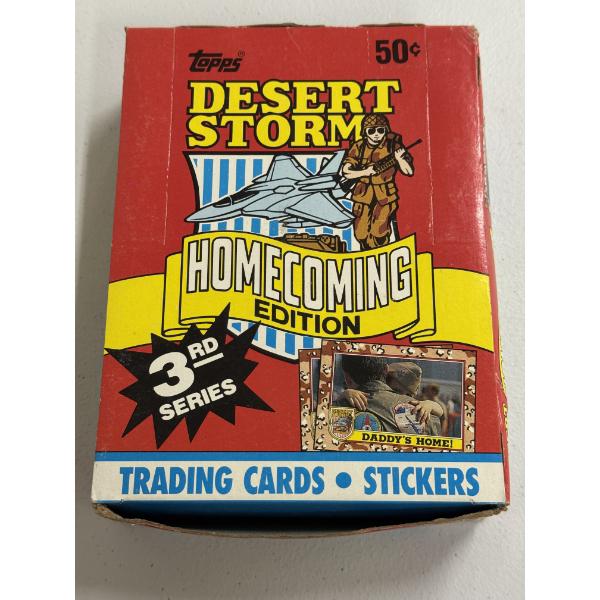 Topps® 50¢
DESERT
STORM
HOMECOMING
EDITION
3RD
SERIES
DADDY'S HOME!
TRADING CARDS • STICKERS